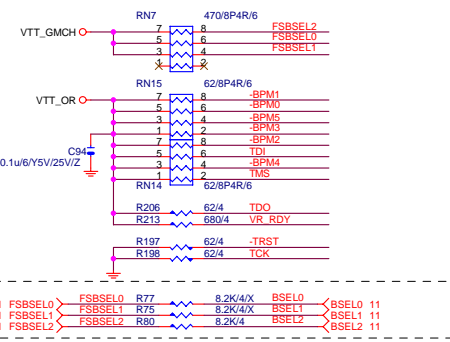 RN7 470/8P4R/6
VTT_GMCH 7 8 FSBSEL2
5 6 FSBSEL0
3 4 FSBSEL1
1 2
RN15 62/8P4R/6
VTT_OR 7 8 -BPM1
5 6 -BPM0
3 4 -BPM5
1 2 -BPM3
7 8 -BPM2
C94 5 6 TDI
0.1u/6/Y5V/25V/Z 3 4 -BPM4
1 2 TMS
RN14 62/8P4R/6
R206 62/4 TDO
R213 680/4 VR_RDY
R197 62/4 -TRST
R198 62/4 TCK
FSBSEL0 FSBSEL0 R77 8.2K/4/X BSEL0 BSEL0 11
FSBSEL1 FSBSEL1 R75 8.2K/4/X BSEL1 BSEL1 11
FSBSEL2 FSBSEL2 R80 8.2K/4 BSEL2 BSEL2 11